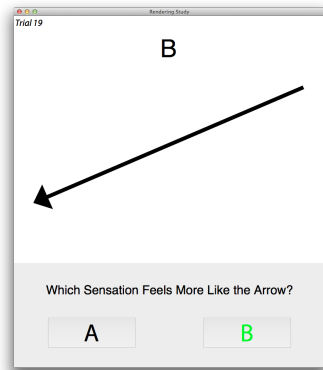 Rendering Study
Trial 19
B
Which Sensation Feels More Like the Arrow?
A
B